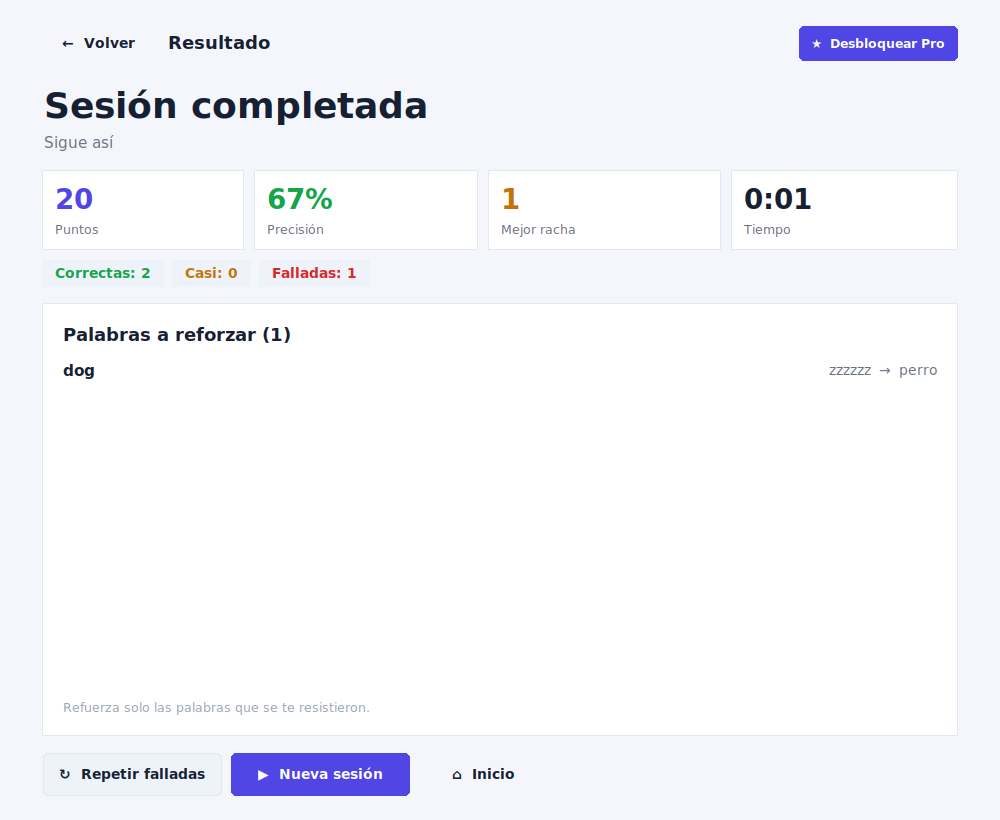 ← Volver Resultado ★ Desbloquear Pro
Sesión completada
Sigue así
20 67% 1 0:01
Puntos Precisión Mejor racha Tiempo
Correctas: 2 Casi: 0 Falladas: 1
Palabras a reforzar (1)
dog zzzzzz → perro
Refuerza solo las palabras que se te resistieron.
↻ Repetir falladas ▶ Nueva sesión ⌂ Inicio